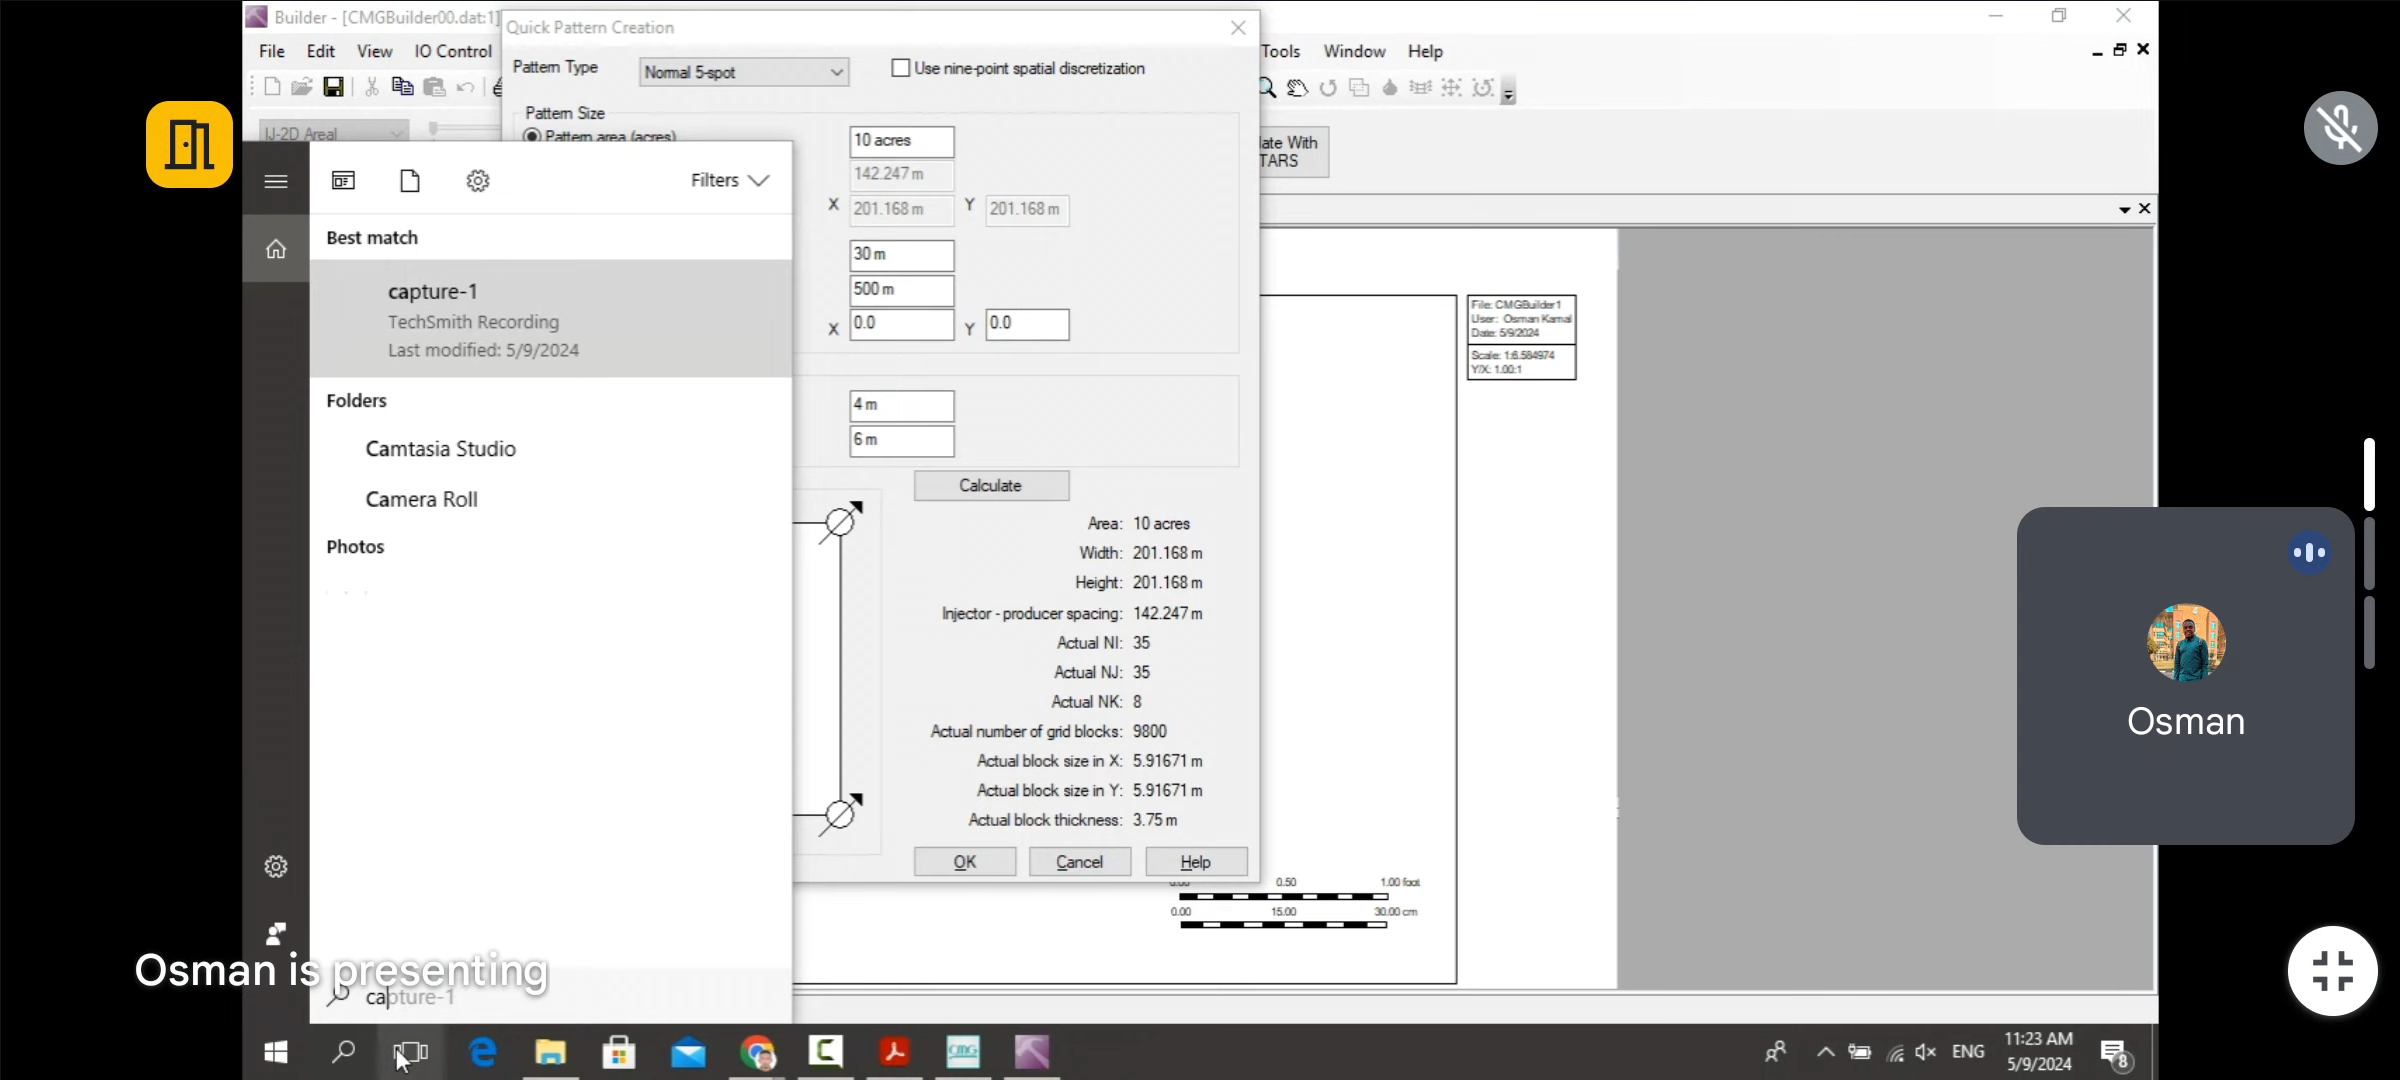 Builder - [CMGBuilder00.dat:1]
File Edit View IO Control
Tools Window Help
IJ-2D Areal
Quick Pattern Creation
Pattern Type
Normal 5-spot
Use nine-point spatial discretization
Pattern Size
Pattern area (acres)
10 acres
142.247 m
X 201.168 m Y 201.168 m
30 m
500 m
X 0.0 Y 0.0
4 m
6 m
Calculate
Area: 10 acres
Width: 201.168 m
Height: 201.168 m
Injector - producer spacing: 142.247 m
Actual NI: 35
Actual NJ: 35
Actual NK: 8
Actual number of grid blocks: 9800
Actual block size in X: 5.91671 m
Actual block size in Y: 5.91671 m
Actual block thickness: 3.75 m
OK Cancel Help
late With
TARS
File: CMGBuilder1
User: Osman Kamal
Date: 5/9/2024
Scale: 1:6.584974
Y/X: 1.00:1
0.00 0.50 1.00 foot
0.00 15.00 30.00 cm
Filters
Best match
capture-1
TechSmith Recording
Last modified: 5/9/2024
Folders
Camtasia Studio
Camera Roll
Photos
Osman is presenting
capture-1
Osman
CMG
ENG
11:23 AM
5/9/2024
8